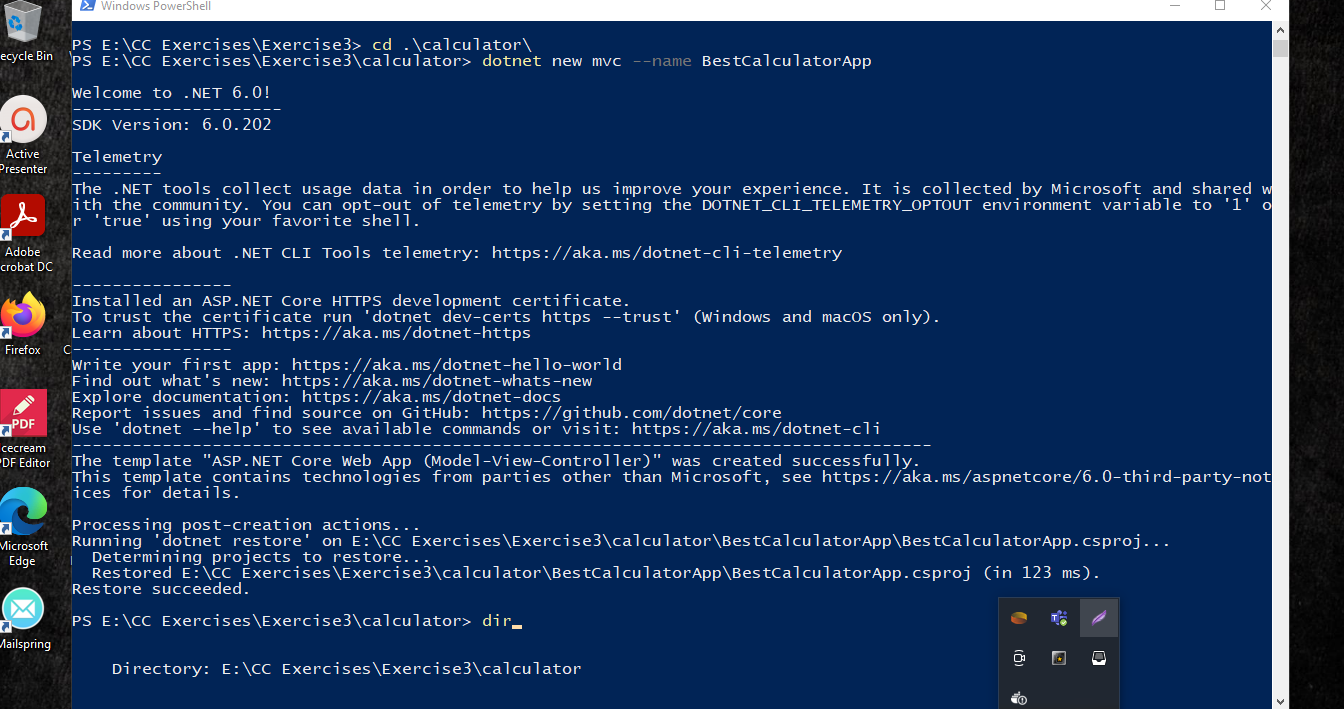 Windows PowerShell
PS E:\CC Exercises\Exercise3> cd .\calculator\
PS E:\CC Exercises\Exercise3\calculator> dotnet new mvc --name BestCalculatorApp
Welcome to .NET 6.0!
---------------------
SDK Version: 6.0.202
Telemetry
---------
The .NET tools collect usage data in order to help us improve your experience. It is collected by Microsoft and shared w
ith the community. You can opt-out of telemetry by setting the DOTNET_CLI_TELEMETRY_OPTOUT environment variable to '1' o
r 'true' using your favorite shell.
Read more about .NET CLI Tools telemetry: https://aka.ms/dotnet-cli-telemetry
----------------
Installed an ASP.NET Core HTTPS development certificate.
To trust the certificate run 'dotnet dev-certs https --trust' (Windows and macOS only).
Learn about HTTPS: https://aka.ms/dotnet-https
----------------
Write your first app: https://aka.ms/dotnet-hello-world
Find out what's new: https://aka.ms/dotnet-whats-new
Explore documentation: https://aka.ms/dotnet-docs
Report issues and find source on GitHub: https://github.com/dotnet/core
Use 'dotnet --help' to see available commands or visit: https://aka.ms/dotnet-cli
--------------------------------------------------------------------------------------
The template "ASP.NET Core Web App (Model-View-Controller)" was created successfully.
This template contains technologies from parties other than Microsoft, see https://aka.ms/aspnetcore/6.0-third-party-not
ices for details.
Processing post-creation actions...
Running 'dotnet restore' on E:\CC Exercises\Exercise3\calculator\BestCalculatorApp\BestCalculatorApp.csproj...
Determining projects to restore...
Restored E:\CC Exercises\Exercise3\calculator\BestCalculatorApp\BestCalculatorApp.csproj (in 123 ms).
Restore succeeded.
PS E:\CC Exercises\Exercise3\calculator> dir
Directory: E:\CC Exercises\Exercise3\calculator
ecycle Bin
Active
Presenter
Adobe
crobat DC
Firefox
C
PDF
cecream
PDF Editor
Microsoft
Edge
Mailspring